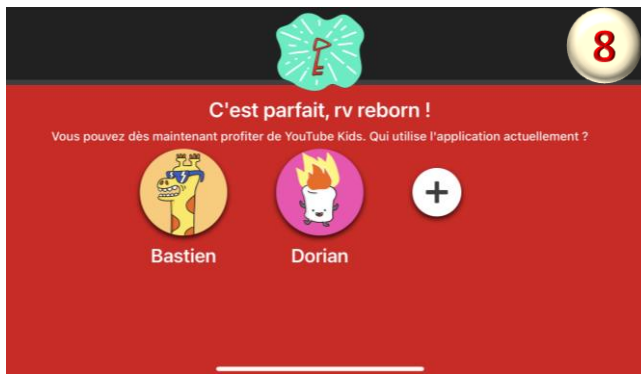 8
C'est parfait, rv reborn !
Vous pouvez dès maintenant profiter de YouTube Kids. Qui utilise l'application actuellement ?
+
Bastien Dorian